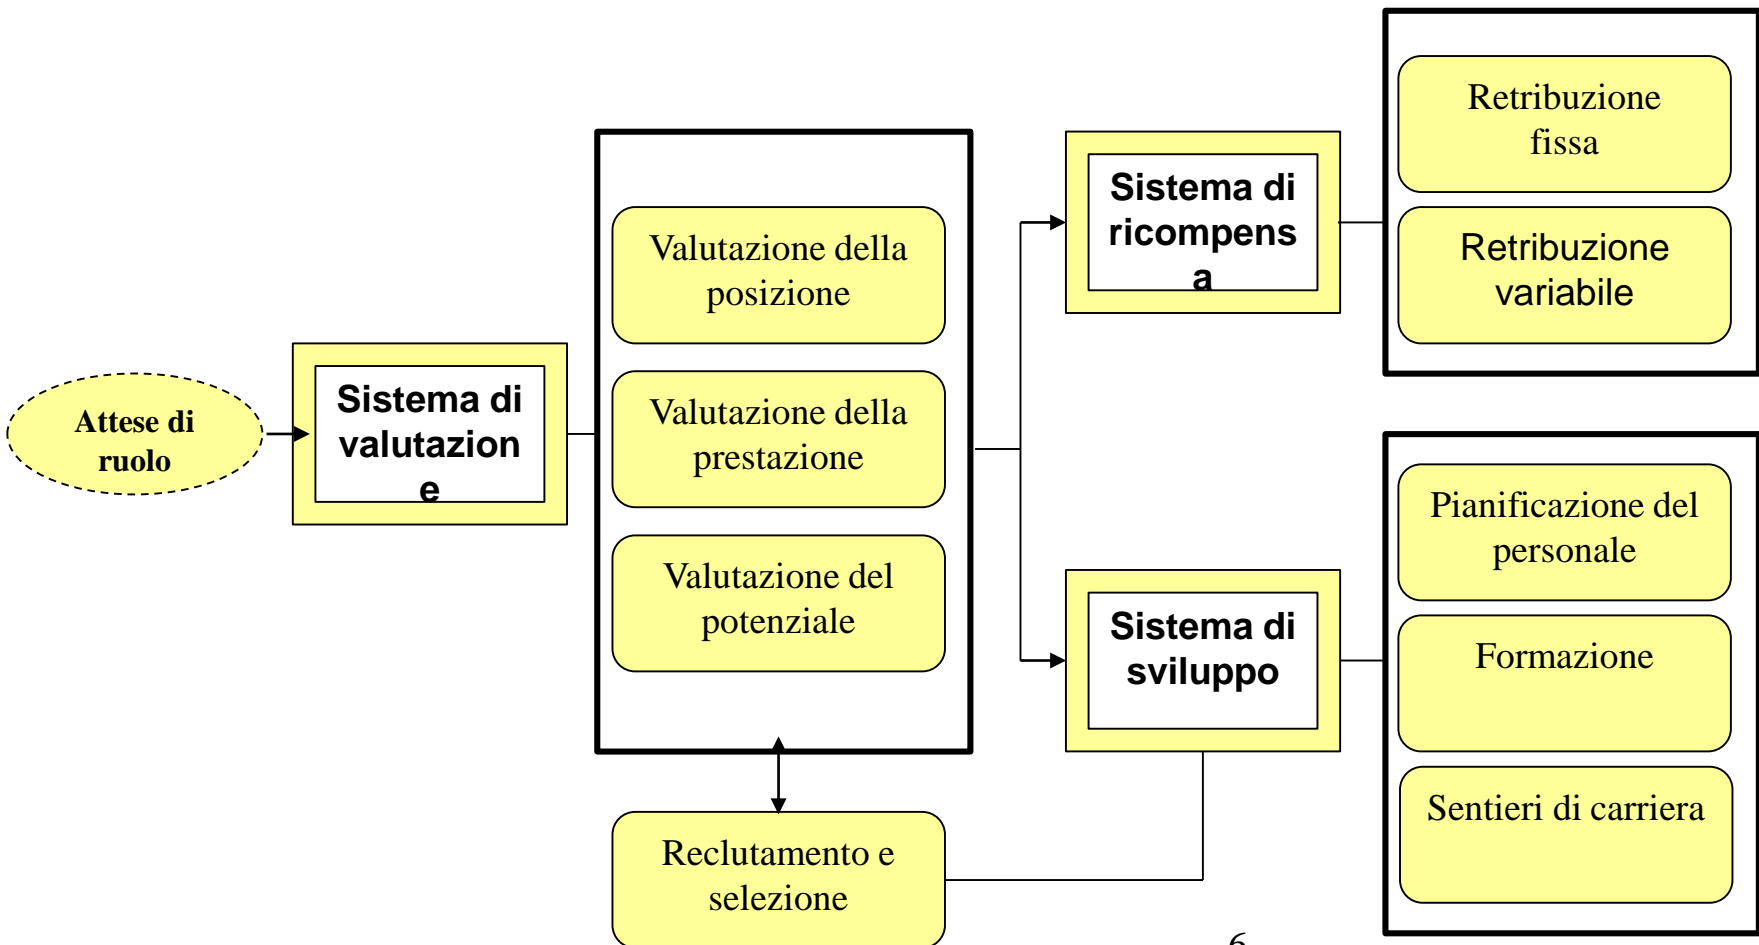 Attese di
ruolo
Sistema di
valutazion
e
Valutazione della
posizione
Valutazione della
prestazione
Valutazione del
potenziale
Reclutamento e
selezione
Sistema di
ricompens
a
Retribuzione
fissa
Retribuzione
variabile
Sistema di
sviluppo
Pianificazione del
personale
Formazione
Sentieri di carriera
6